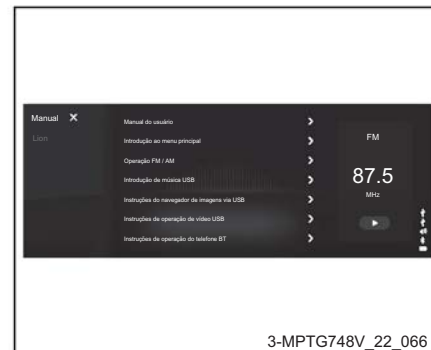 Manual
Lion
Manual do usuário
Introdução ao menu principal
Operação FM / AM
Introdução de música USB
Instruções do navegador de imagens via USB
Instruções de operação de vídeo USB
Instruções de operação do telefone BT
FM
87.5
MHz
3-MPTG748V_22_066